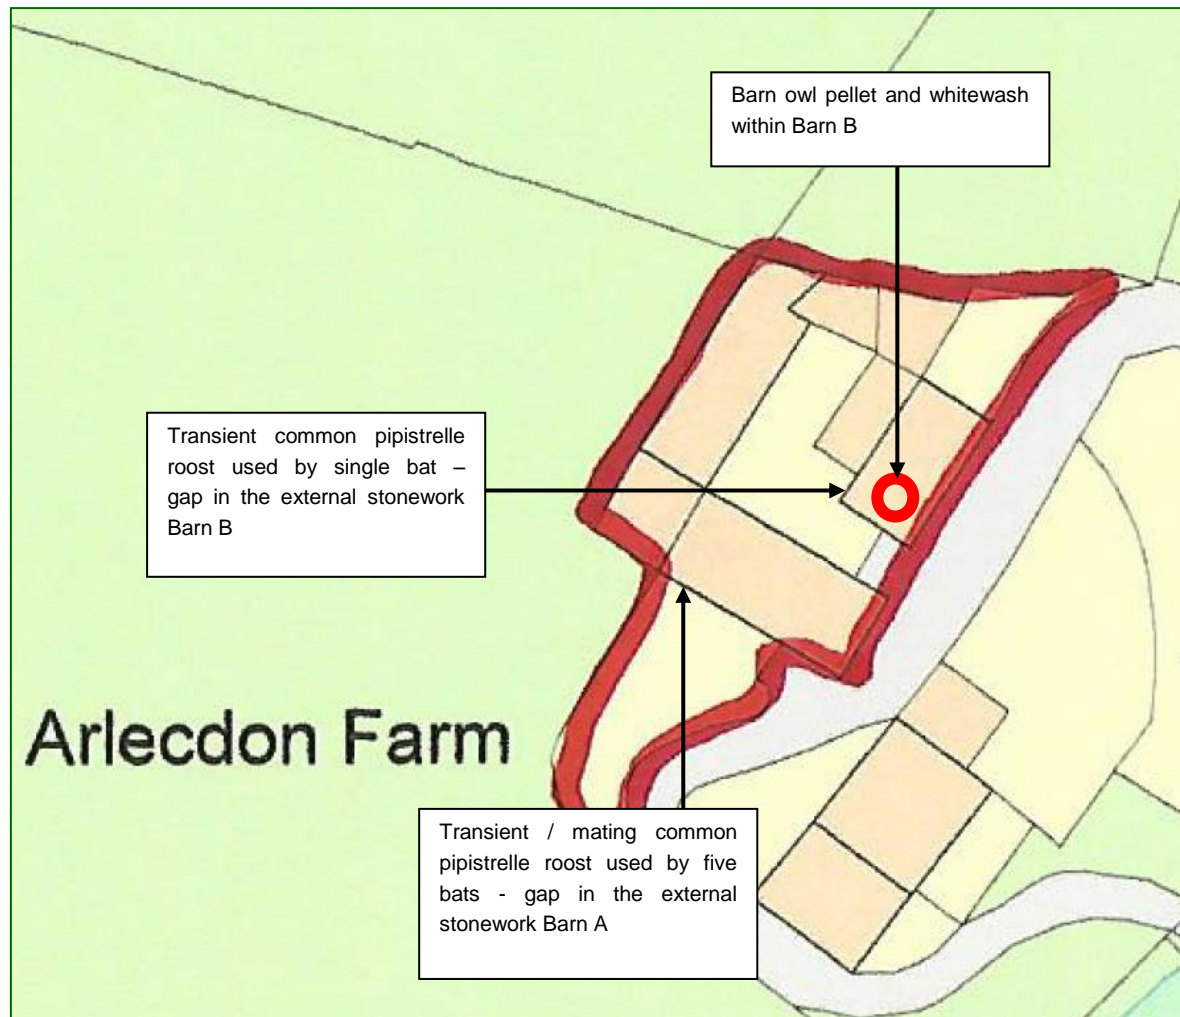 Barn owl pellet and whitewash
within Barn B
Transient common pipistrelle
roost used by single bat –
gap in the external stonework
Barn B
Arlecdon Farm
Transient / mating common
pipistrelle roost used by five
bats - gap in the external
stonework Barn A